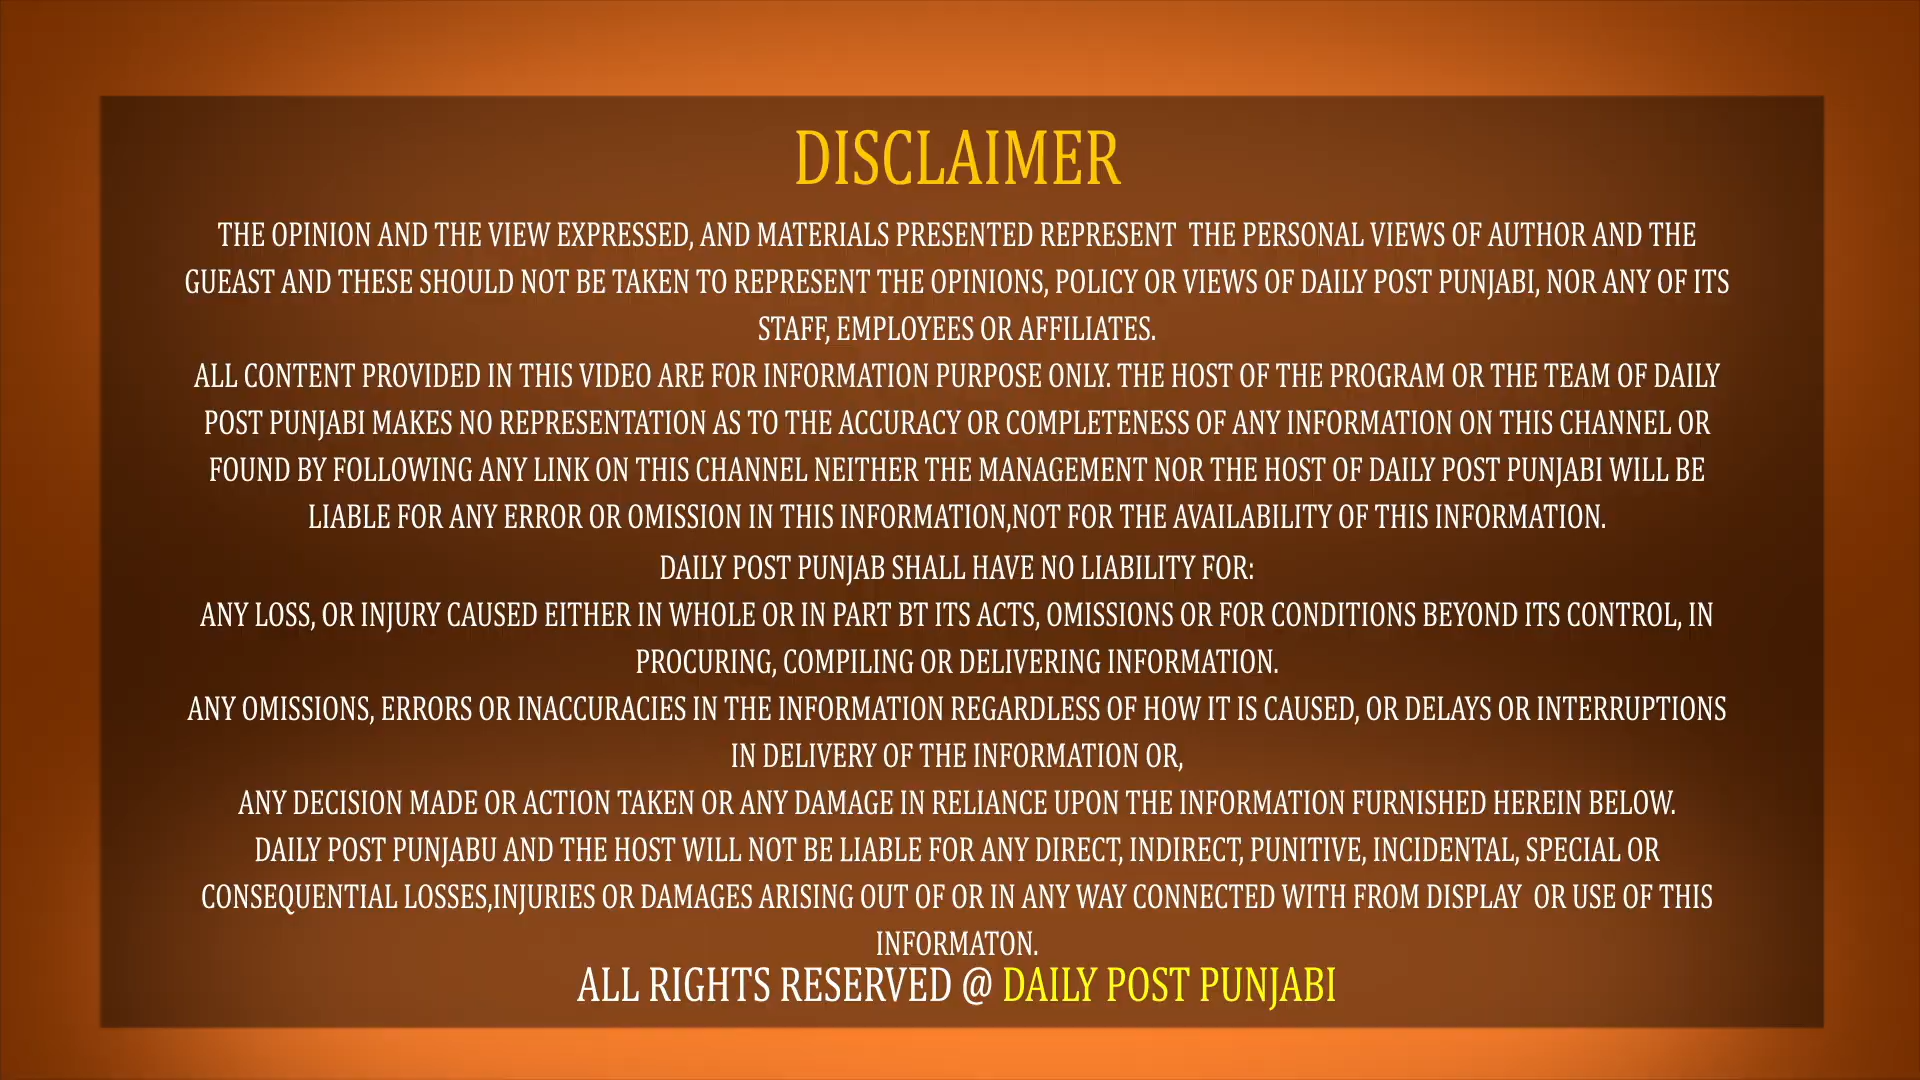 DISCLAIMER
THE OPINION AND THE VIEW EXPRESSED, AND MATERIALS PRESENTED REPRESENT  THE PERSONAL VIEWS OF AUTHOR AND THE
GUEAST AND THESE SHOULD NOT BE TAKEN TO REPRESENT THE OPINIONS, POLICY OR VIEWS OF DAILY POST PUNJABI, NOR ANY OF ITS
STAFF, EMPLOYEES OR AFFILIATES.
ALL CONTENT PROVIDED IN THIS VIDEO ARE FOR INFORMATION PURPOSE ONLY. THE HOST OF THE PROGRAM OR THE TEAM OF DAILY
POST PUNJABI MAKES NO REPRESENTATION AS TO THE ACCURACY OR COMPLETENESS OF ANY INFORMATION ON THIS CHANNEL OR
FOUND BY FOLLOWING ANY LINK ON THIS CHANNEL NEITHER THE MANAGEMENT NOR THE HOST OF DAILY POST PUNJABI WILL BE
LIABLE FOR ANY ERROR OR OMISSION IN THIS INFORMATION,NOT FOR THE AVAILABILITY OF THIS INFORMATION.
DAILY POST PUNJAB SHALL HAVE NO LIABILITY FOR:
ANY LOSS, OR INJURY CAUSED EITHER IN WHOLE OR IN PART BT ITS ACTS, OMISSIONS OR FOR CONDITIONS BEYOND ITS CONTROL, IN
PROCURING, COMPILING OR DELIVERING INFORMATION.
ANY OMISSIONS, ERRORS OR INACCURACIES IN THE INFORMATION REGARDLESS OF HOW IT IS CAUSED, OR DELAYS OR INTERRUPTIONS
IN DELIVERY OF THE INFORMATION OR,
ANY DECISION MADE OR ACTION TAKEN OR ANY DAMAGE IN RELIANCE UPON THE INFORMATION FURNISHED HEREIN BELOW.
DAILY POST PUNJABU AND THE HOST WILL NOT BE LIABLE FOR ANY DIRECT, INDIRECT, PUNITIVE, INCIDENTAL, SPECIAL OR
CONSEQUENTIAL LOSSES,INJURIES OR DAMAGES ARISING OUT OF OR IN ANY WAY CONNECTED WITH FROM DISPLAY  OR USE OF THIS
INFORMATON.
ALL RIGHTS RESERVED @ DAILY POST PUNJABI